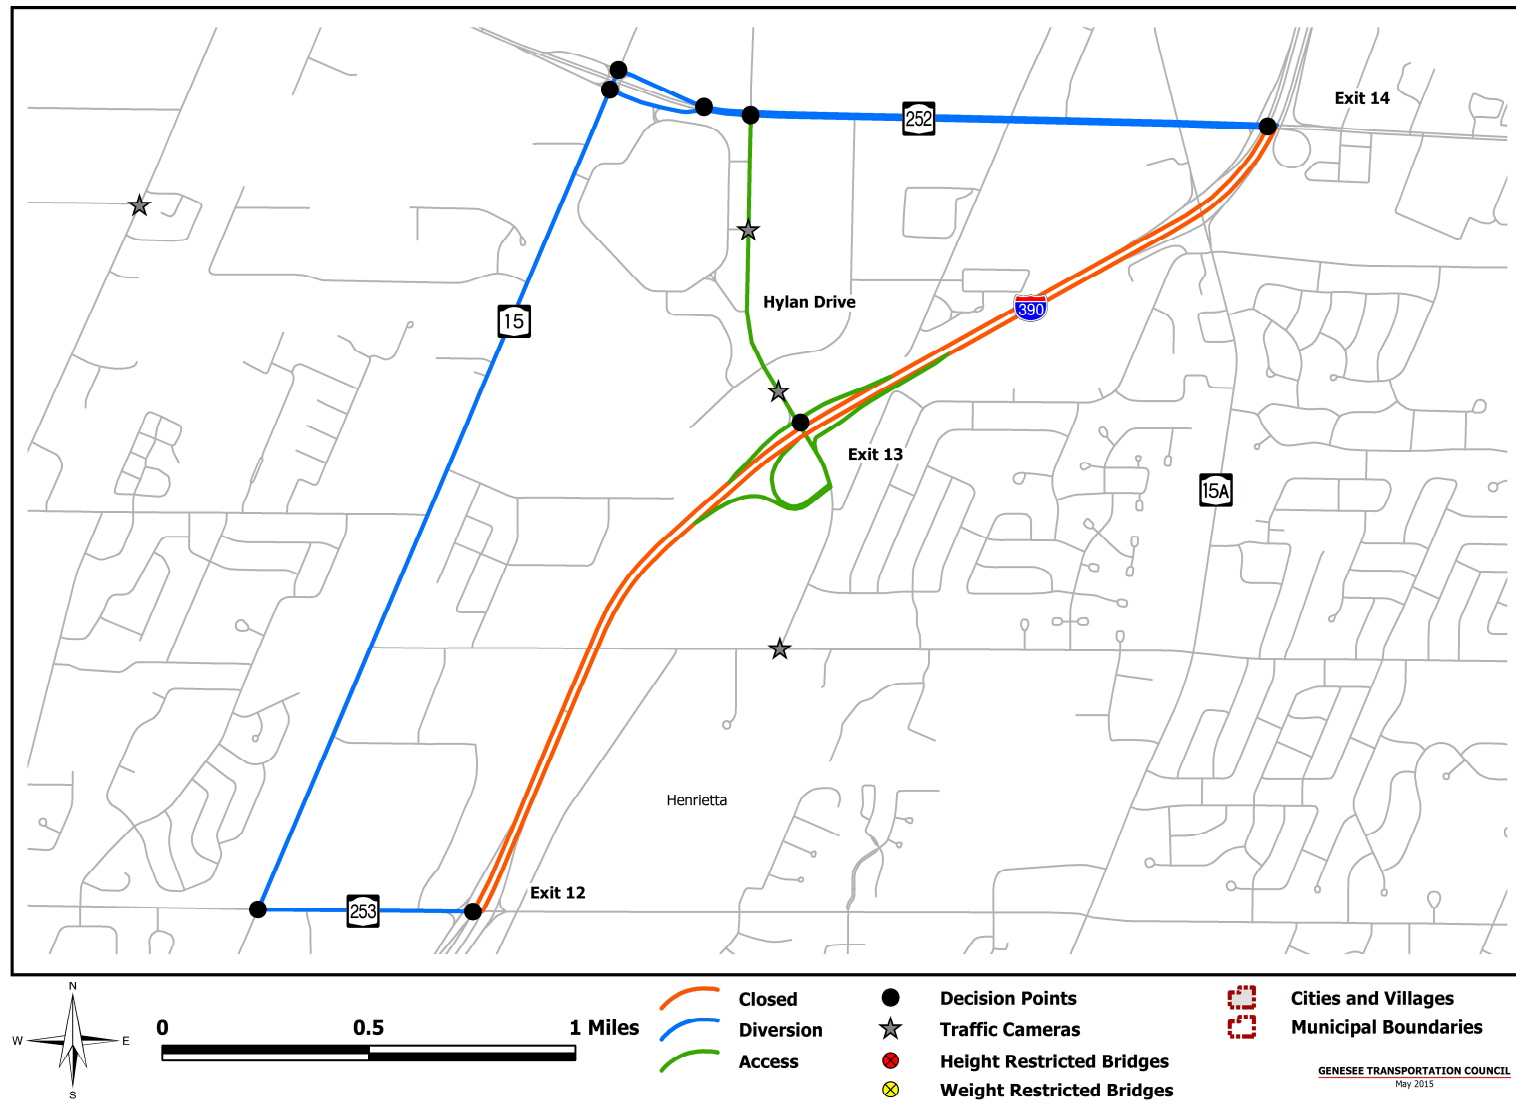 Exit 14
252
Hylan Drive
390
15
Exit 13
15A
Henrietta
Exit 12
253
N
W
E
S
0
0.5
1 Miles
Closed
Diversion
Access
Decision Points
Traffic Cameras
Height Restricted Bridges
Weight Restricted Bridges
Cities and Villages
Municipal Boundaries
GENESEE TRANSPORTATION COUNCIL
May 2015